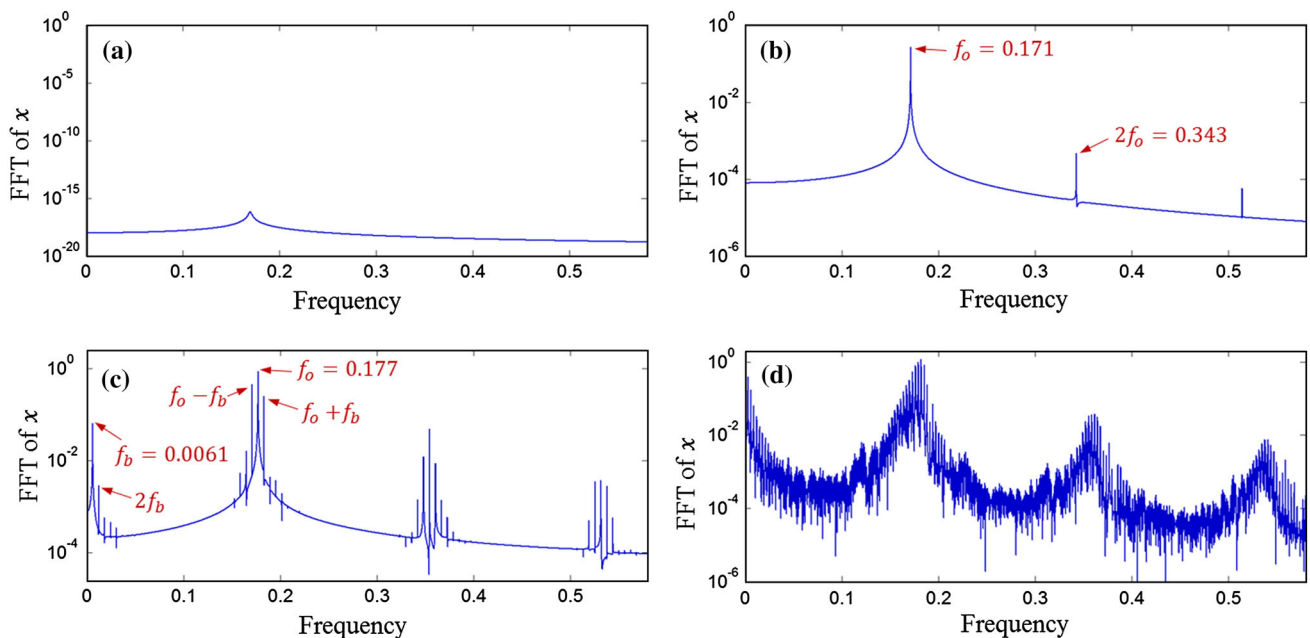 (a)
FFT of x
10^0
10^-5
10^-10
10^-15
10^-20
0 0.1 0.2 0.3 0.4 0.5
Frequency
(b)
FFT of x
10^0
10^-2
10^-4
10^-6
f_o = 0.171
2f_o = 0.343
0 0.1 0.2 0.3 0.4 0.5
Frequency
(c)
FFT of x
10^0
10^-2
10^-4
f_o = 0.177
f_o − f_b
f_o + f_b
f_b = 0.0061
2f_b
0 0.1 0.2 0.3 0.4 0.5
Frequency
(d)
FFT of x
10^0
10^-2
10^-4
10^-6
0 0.1 0.2 0.3 0.4 0.5
Frequency